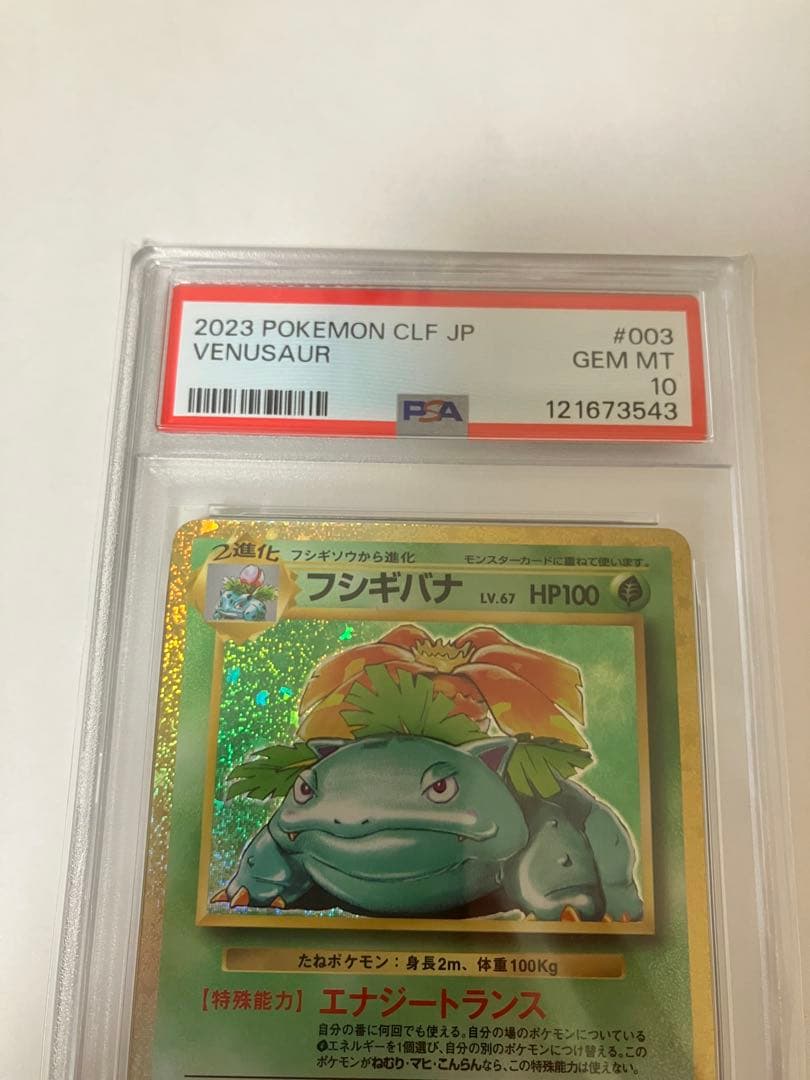 2023 POKEMON CLF JP #003
VENUSAUR GEM MT
10
PSA 121673543
2進化 フシギソウから進化 モンスターカードに重ねて使います。
フシギバナ LV.67 HP100
たねポケモン：身長2m、体重100Kg
【特殊能力】 エナジートランス
自分の番に何回でも使える。自分の場のポケモンについている
エネルギーを1個選び、自分の別のポケモンにつけ替える。この
ポケモンがねむり・マヒ・こんらんなら、この特殊能力は使えない。